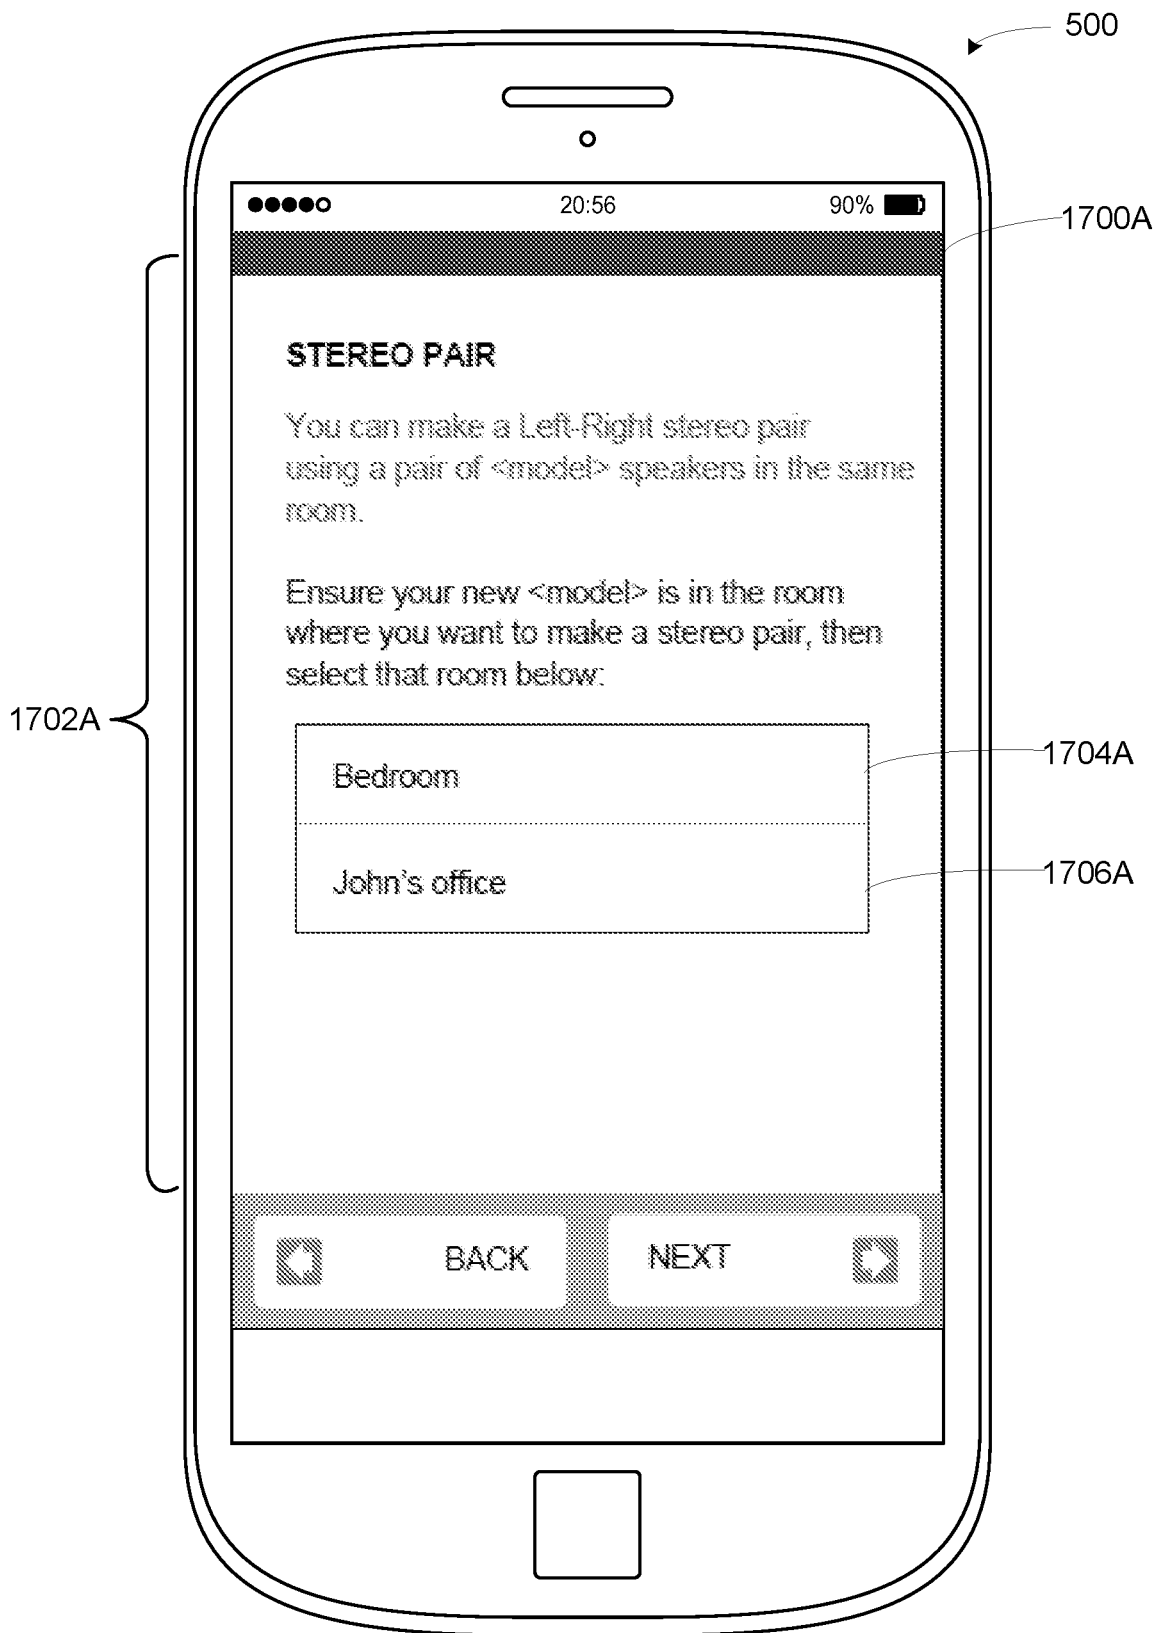 500
20:56 90%
1700A
STEREO PAIR
You can make a Left-Right stereo pair
using a pair of <model> speakers in the same
room.
Ensure your new <model> is in the room
where you want to make a stereo pair, then
select that room below:
1702A
1704A
Bedroom
1706A
John's office
BACK NEXT